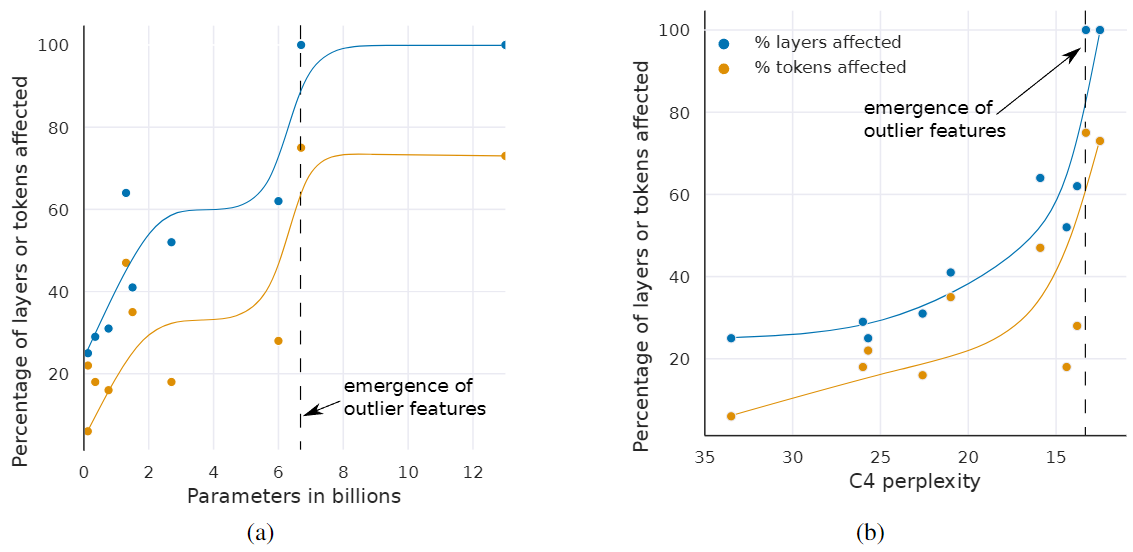 Percentage of layers or tokens affected
100
80
60
40
20
0 2 4 6 8 10 12
Parameters in billions
emergence of
outlier features
(a)
Percentage of layers or tokens affected
100
80
60
40
20
% layers affected
% tokens affected
emergence of
outlier features
35 30 25 20 15
C4 perplexity
(b)